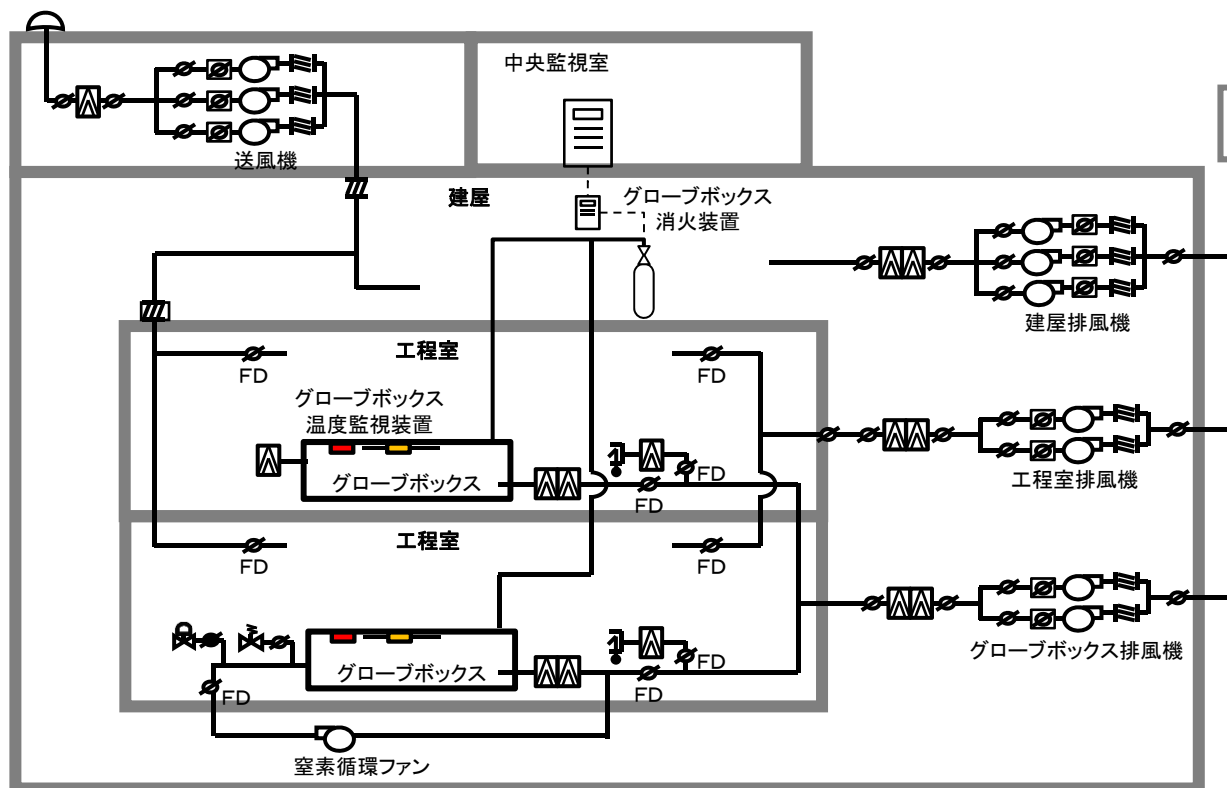 中央監視室
送風機
建屋
グローブボックス
消火装置
建屋排風機
工程室
FD
FD
グローブボックス
温度監視装置
グローブボックス
FD
FD
工程室排風機
工程室
FD
FD
グローブボックス
FD
FD
FD
グローブボックス排風機
窒素循環ファン